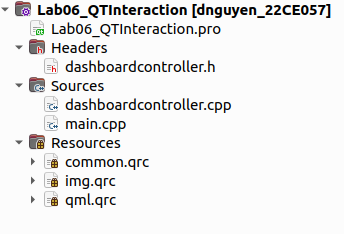 Lab06_QTInteraction [dnguyen_22CE057]
Lab06_QTInteraction.pro
Headers
dashboardcontroller.h
Sources
dashboardcontroller.cpp
main.cpp
Resources
common.qrc
img.qrc
qml.qrc